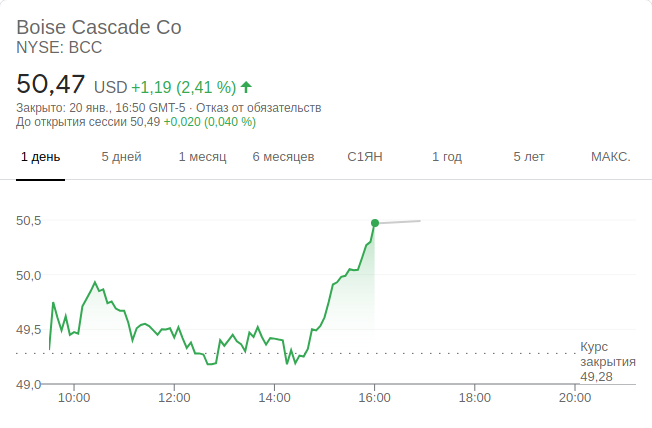 Boise Cascade Co
NYSE: BCC
50,47 USD +1,19 (2,41 %)
Закрыто: 20 янв., 16:50 GMT-5 · Отказ от обязательств
До открытия сессии 50,49 +0,020 (0,040 %)
1 день 5 дней 1 месяц 6 месяцев С1ЯН 1 год 5 лет МАКС.
50,5
50,0
49,5
Курс
закрытия
49,28
49,0
10:00 12:00 14:00 16:00 18:00 20:00